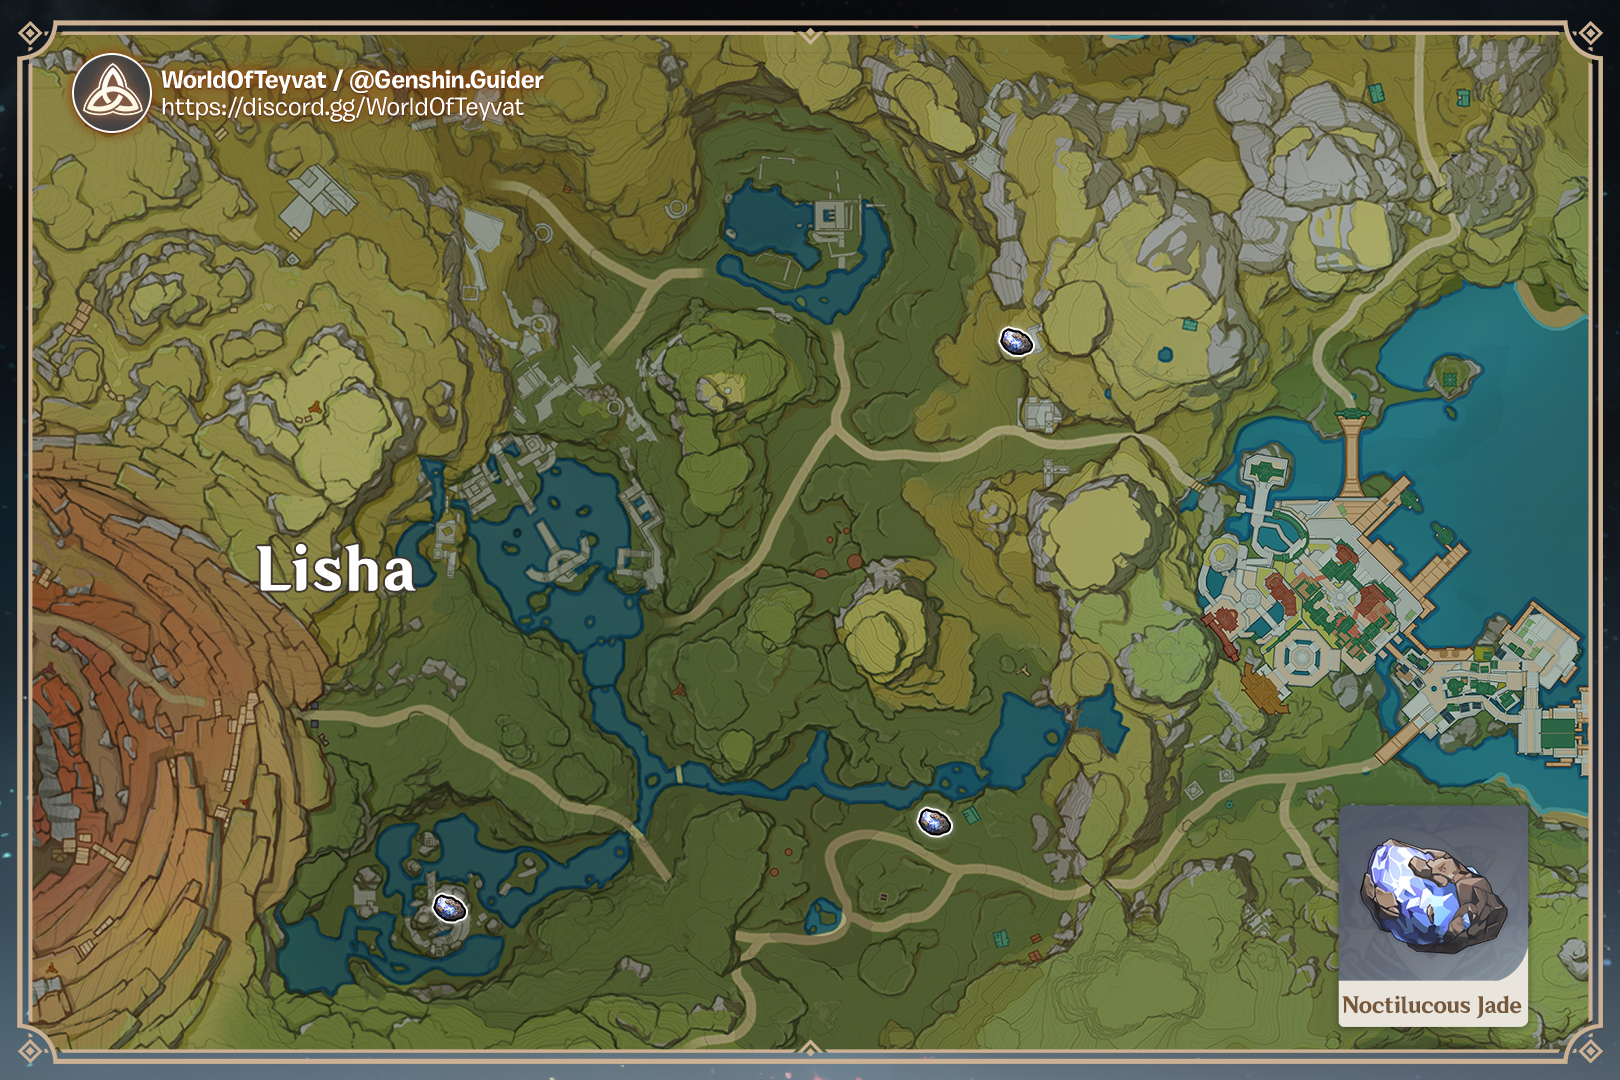 WorldOfTeyvat / @Genshin.Guider
https://discord.gg/WorldOfTeyvat
Lisha
Noctilucous Jade